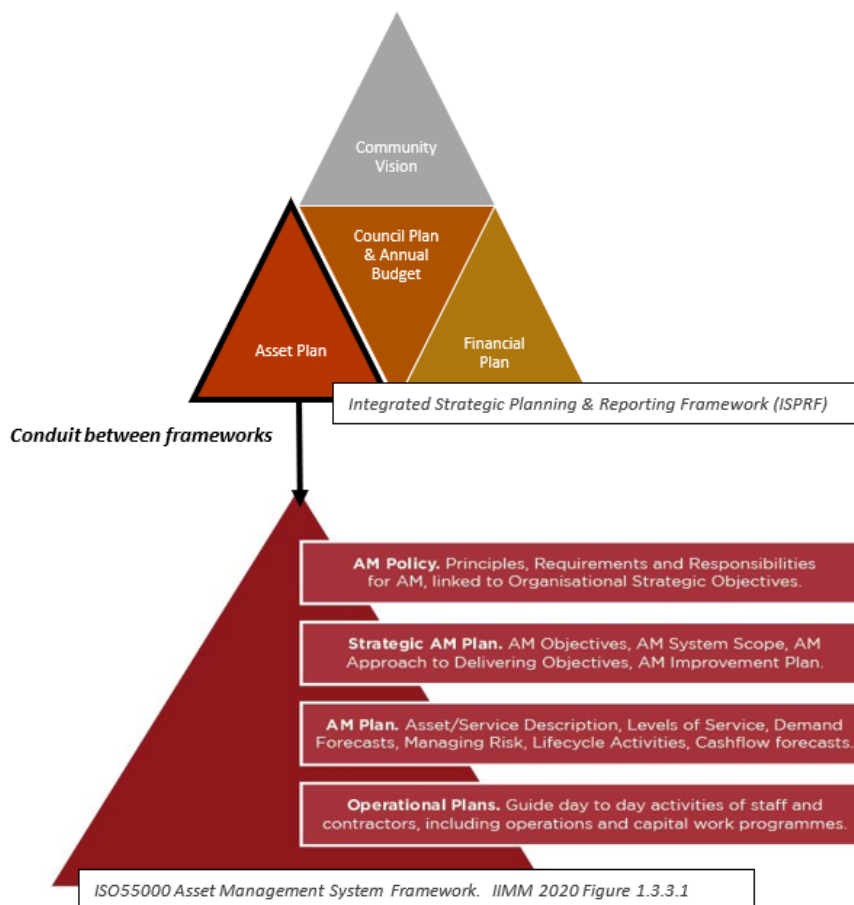 Community
Vision
Council Plan
& Annual
Budget
Asset Plan
Financial
Plan
Integrated Strategic Planning & Reporting Framework (ISPRF)
Conduit between frameworks
AM Policy. Principles, Requirements and Responsibilities
for AM, linked to Organisational Strategic Objectives.
Strategic AM Plan. AM Objectives, AM System Scope, AM
Approach to Delivering Objectives, AM Improvement Plan.
AM Plan. Asset/Service Description, Levels of Service, Demand
Forecasts, Managing Risk, Lifecycle Activities, Cashflow forecasts.
Operational Plans. Guide day to day activities of staff and
contractors, including operations and capital work programmes.
ISO55000 Asset Management System Framework. IIMM 2020 Figure 1.3.3.1